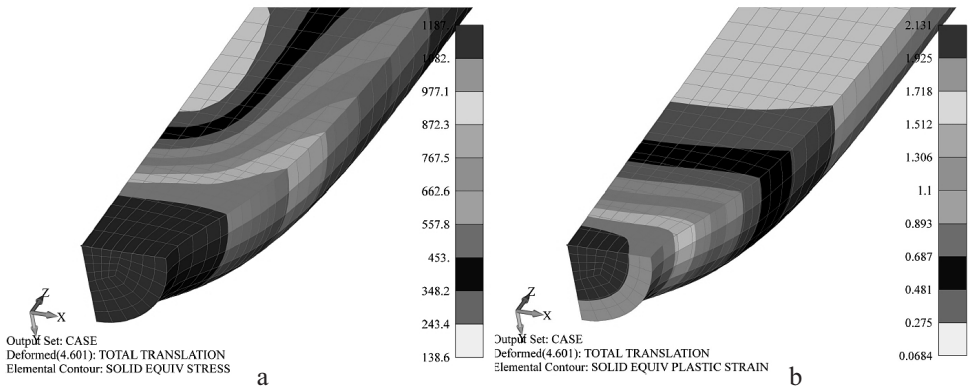 1187.
1082.
977.1
872.3
767.5
662.6
557.8
453.
348.2
243.4
138.6
Z
X
Y
Output Set: CASE
Deformed(4.601): TOTAL TRANSLATION
Elemental Contour: SOLID EQUIV STRESS
a
2.131
1.925
1.718
1.512
1.306
1.1
0.893
0.687
0.481
0.275
0.0684
Z
X
Output Set: CASE
Deformed(4.601): TOTAL TRANSLATION
Elemental Contour: SOLID EQUIV PLASTIC STRAIN
b